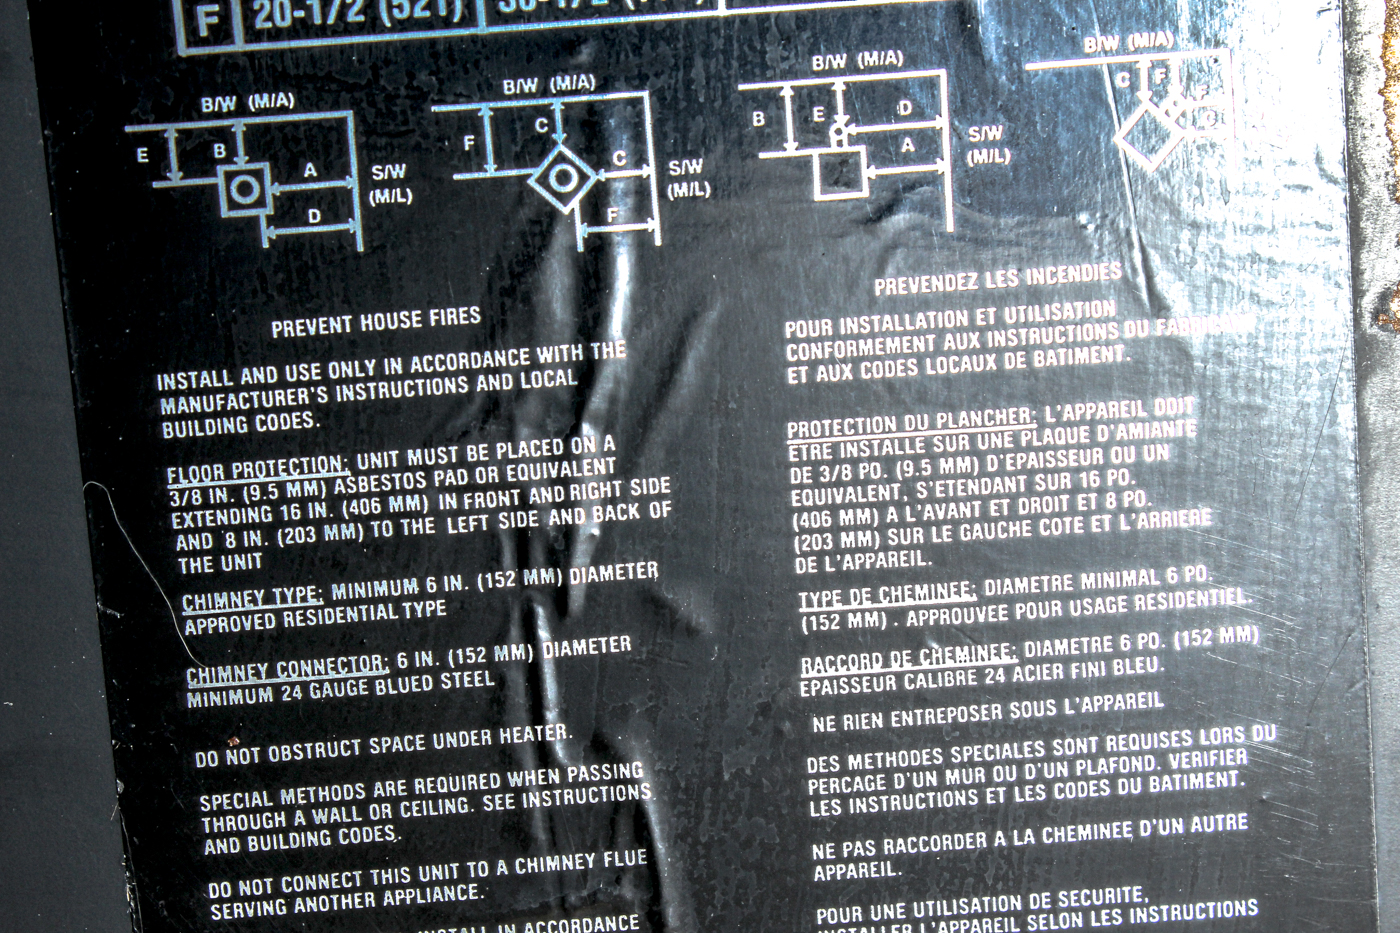 F 20-1/2 (521)
B/W (M/A)
E
B
A
D
S/W
(M/L)
B/W (M/A)
F
C
C
F
S/W
(M/L)
B/W (M/A)
B
E
D
A
S/W
(M/L)
B/W (M/A)
C F
F
C
PREVENT HOUSE FIRES
INSTALL AND USE ONLY IN ACCORDANCE WITH THE
MANUFACTURER'S INSTRUCTIONS AND LOCAL
BUILDING CODES.
FLOOR PROTECTION: UNIT MUST BE PLACED ON A
3/8 IN. (9.5 MM) ASBESTOS PAD OR EQUIVALENT
EXTENDING 16 IN. (406 MM) IN FRONT AND RIGHT SIDE
AND 8 IN. (203 MM) TO THE LEFT SIDE AND BACK OF
THE UNIT
CHIMNEY TYPE: MINIMUM 6 IN. (152 MM) DIAMETER
APPROVED RESIDENTIAL TYPE
CHIMNEY CONNECTOR: 6 IN. (152 MM) DIAMETER
MINIMUM 24 GAUGE BLUED STEEL
DO NOT OBSTRUCT SPACE UNDER HEATER.
SPECIAL METHODS ARE REQUIRED WHEN PASSING
THROUGH A WALL OR CEILING. SEE INSTRUCTIONS.
AND BUILDING CODES.
DO NOT CONNECT THIS UNIT TO A CHIMNEY FLUE
SERVING ANOTHER APPLIANCE.
INSTALL IN ACCORDANCE
PREVENDEZ LES INCENDIES
POUR INSTALLATION ET UTILISATION
CONFORMEMENT AUX INSTRUCTIONS DU
ET AUX CODES LOCAUX DE BATIMENT.
PROTECTION DU PLANCHER: L'APPAREIL DOIT
ETRE INSTALLE SUR UNE PLAQUE D'AMIANTE
DE 3/8 PO. (9.5 MM) D'EPAISSEUR OU UN
EQUIVALENT, S'ETENDANT SUR 16 PO.
(406 MM) A L'AVANT ET DROIT ET 8 PO.
(203 MM) SUR LE GAUCHE COTE ET L'ARRIERE
DE L'APPAREIL.
TYPE DE CHEMINEE: DIAMETRE MINIMAL 6 PO.
(152 MM) . APPROUVEE POUR USAGE RESIDENTIEL.
RACCORD DE CHEMINEE: DIAMETRE 6 PO. (152 MM)
EPAISSEUR CALIBRE 24 ACIER FINI BLEU.
NE RIEN ENTREPOSER SOUS L'APPAREIL
DES METHODES SPECIALES SONT REQUISES LORS DU
PERCAGE D'UN MUR OU D'UN PLAFOND. VERIFIER
LES INSTRUCTIONS ET LES CODES DU BATIMENT.
NE PAS RACCORDER A LA CHEMINEE D'UN AUTRE
APPAREIL.
POUR UNE UTILISATION DE SECURITE,
INSTALLER L'APPAREIL SELON LES INSTRUCTIONS